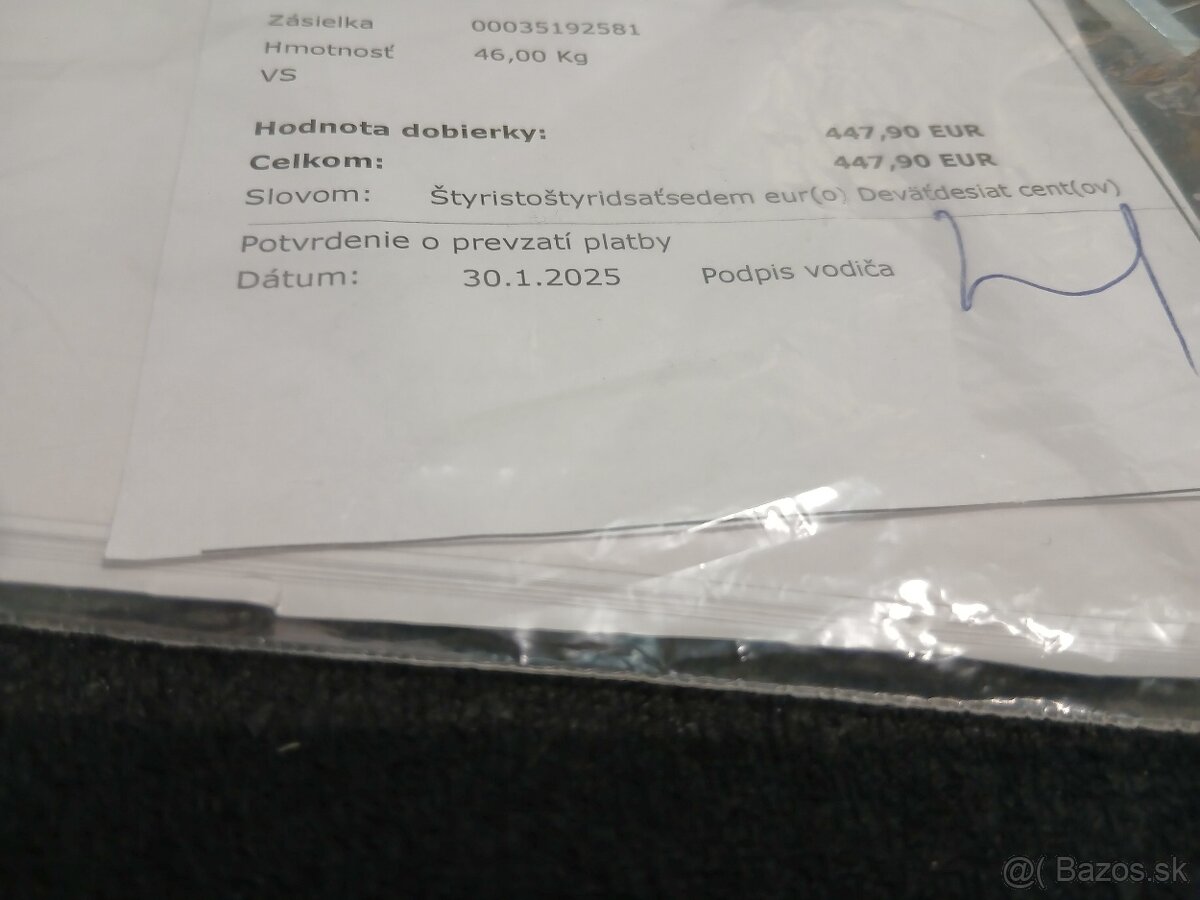 Zásielka 00035192581
Hmotnosť 46,00 Kg
VS
Hodnota dobierky: 447,90 EUR
Celkom: 447,90 EUR
Slovom: Štyristoštyridsaťsedem eur(o) Deväťdesiat cent(ov)
Potvrdenie o prevzatí platby
Dátum: 30.1.2025 Podpis vodiča
@( Bazos.sk